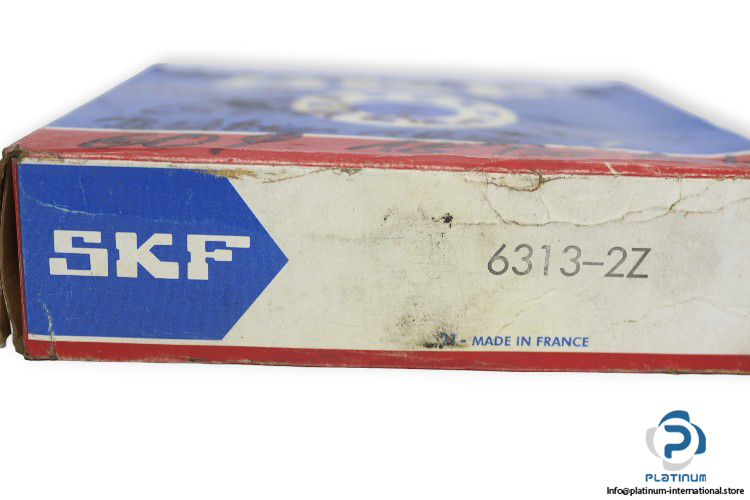 SKF
6313-2Z
- MADE IN FRANCE
PLATINUM
Info@platinum-international.store